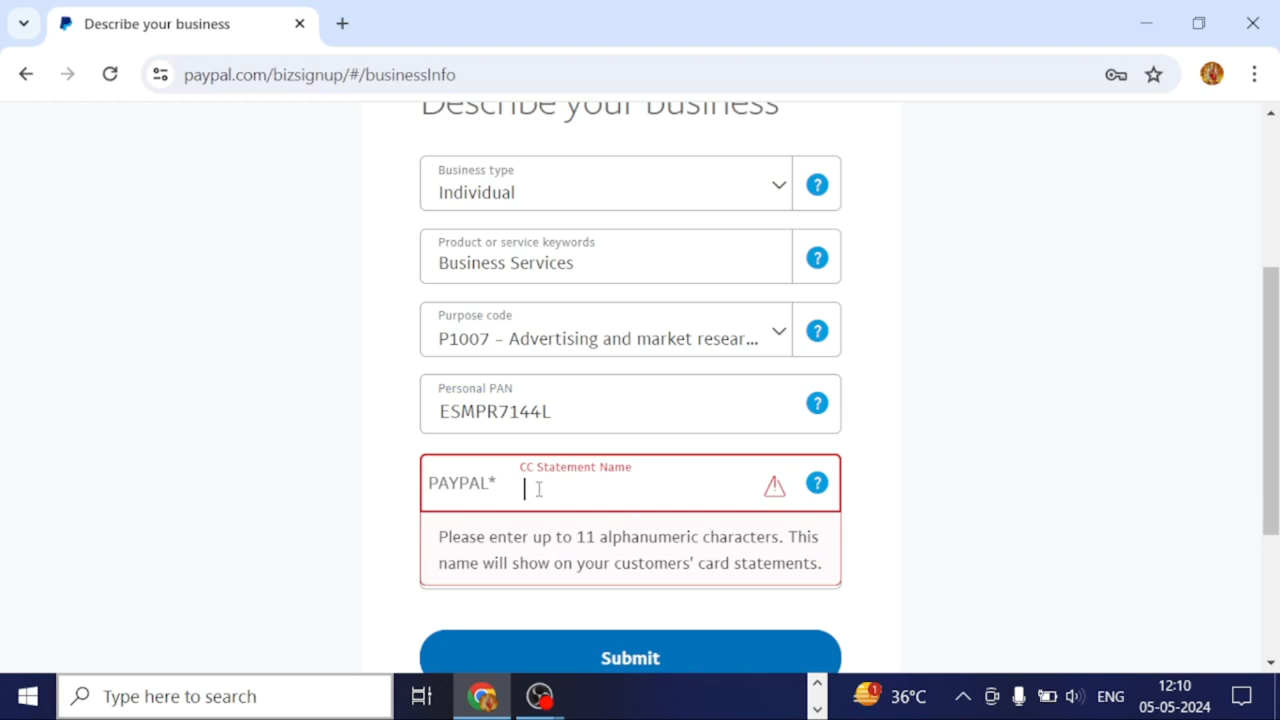 Describe your business
paypal.com/bizsignup/#/businessInfo
Describe your business
Business type
Individual
Product or service keywords
Business Services
Purpose code
P1007 – Advertising and market resear...
Personal PAN
ESMPR7144L
CC Statement Name
PAYPAL*
Please enter up to 11 alphanumeric characters. This
name will show on your customers' card statements.
Submit
Type here to search
1
36°C
ENG
12:10
05-05-2024